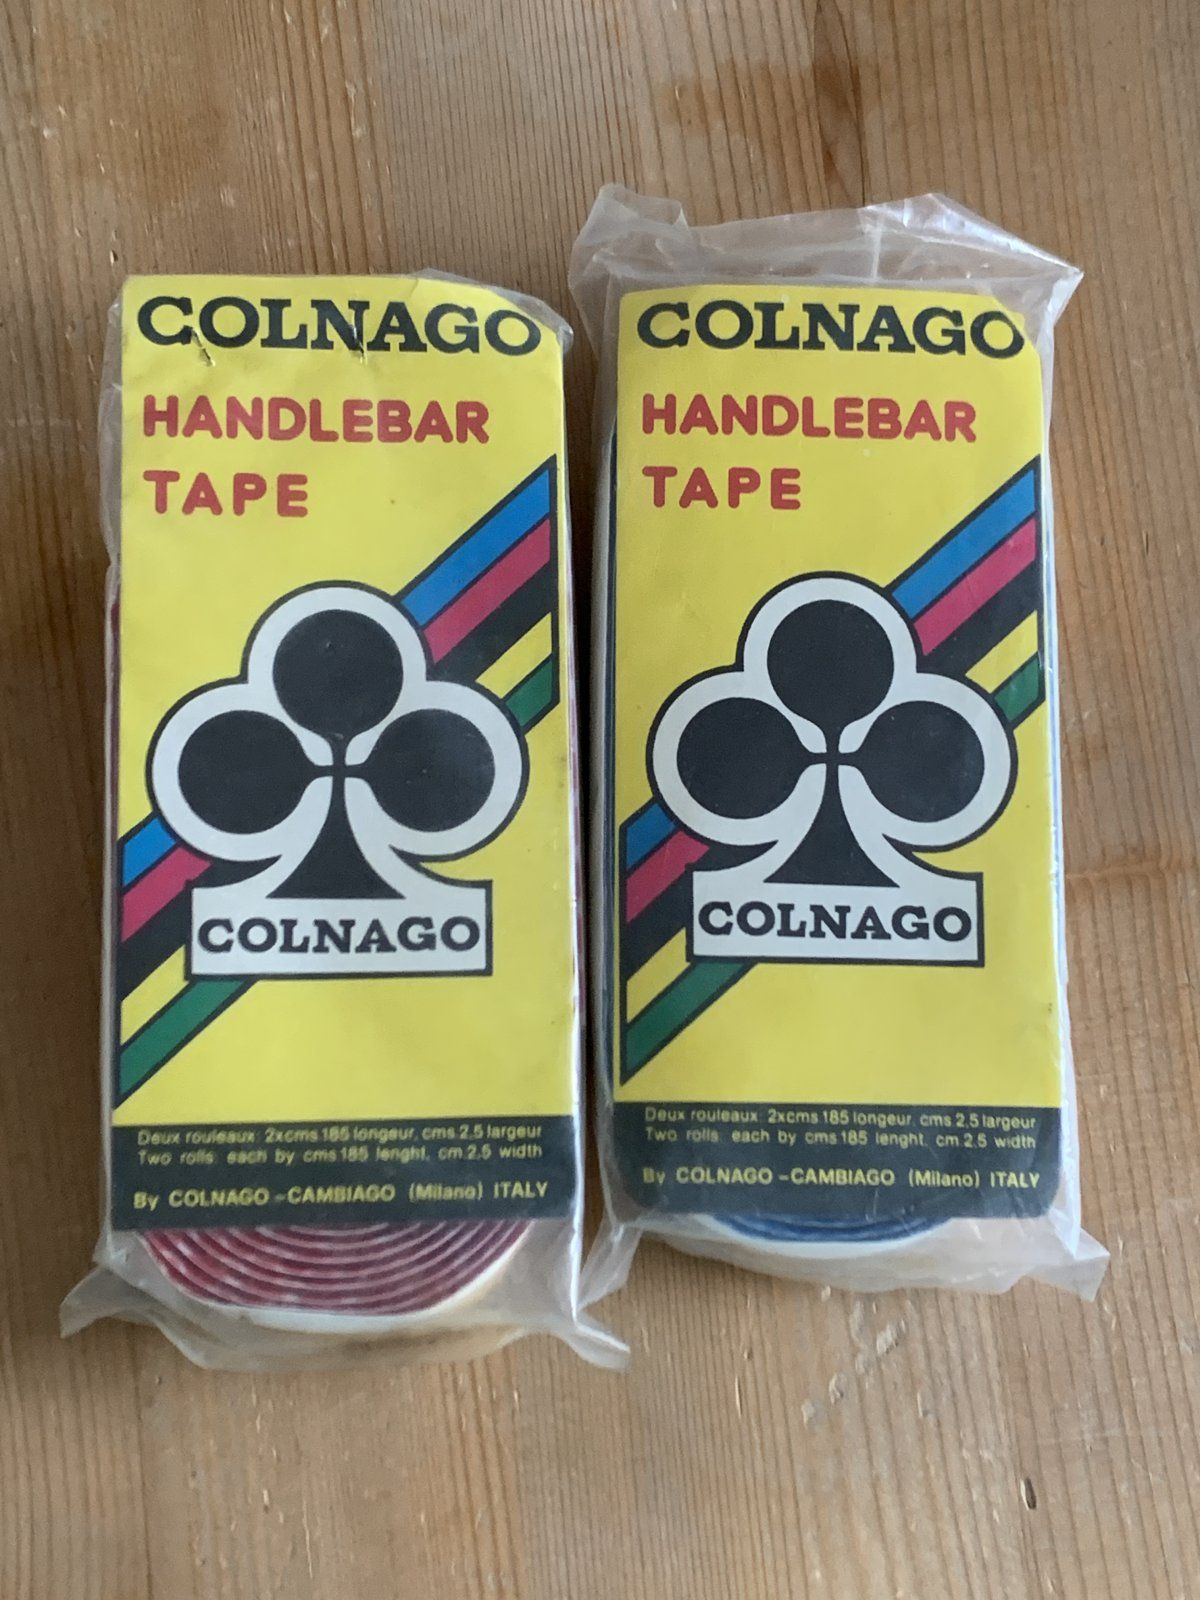 COLNAGO
HANDLEBAR
TAPE
COLNAGO
Deux rouleaux: 2xcms.185 longeur, cms.2,5 largeur
Two rolls: each by cms.185 lenght, cm.2,5 width
By COLNAGO - CAMBIAGO (Milano) ITALY
COLNAGO
HANDLEBAR
TAPE
COLNAGO
Deux rouleaux: 2xcms.185 longeur, cms.2,5 largeur
Two rolls: each by cms.185 lenght, cm.2,5 width
By COLNAGO - CAMBIAGO (Milano) ITALY